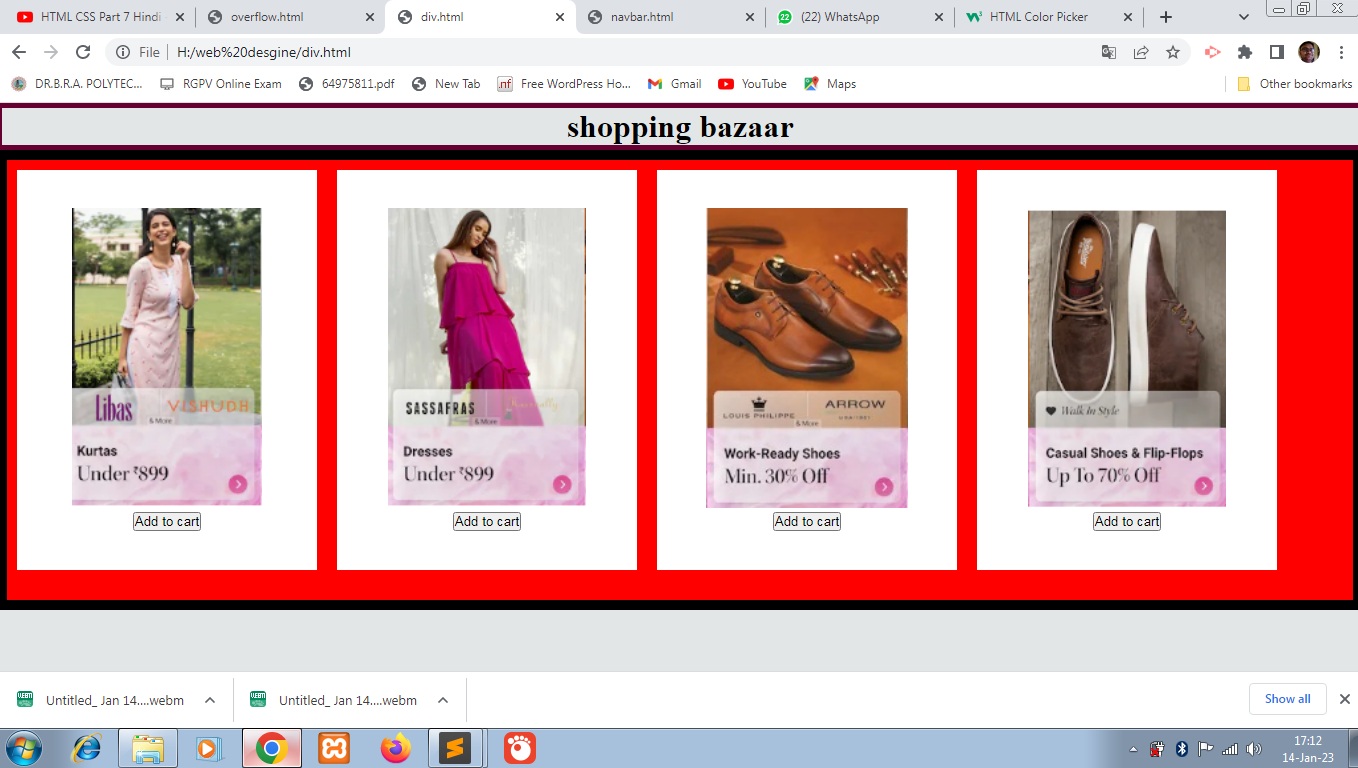 HTML CSS Part 7 Hindi
overflow.html
div.html
navbar.html
(22) WhatsApp
HTML Color Picker
File
H:/web%20desgine/div.html
DR.B.R.A. POLYTEC...
RGPV Online Exam
64975811.pdf
New Tab
Free WordPress Ho...
Gmail
YouTube
Maps
Other bookmarks
shopping bazaar
Libas VISHUDH
& More
Kurtas
Under ₹899
Add to cart
SASSAFRAS
& More
Dresses
Under ₹899
Add to cart
LOUIS PHILIPPE ARROW
& More
Work-Ready Shoes
Min. 30% Off
Add to cart
Walk In Style
Casual Shoes & Flip-Flops
Up To 70% Off
Add to cart
Untitled_ Jan 14....webm
Untitled_ Jan 14....webm
Show all
17:12
14-Jan-23